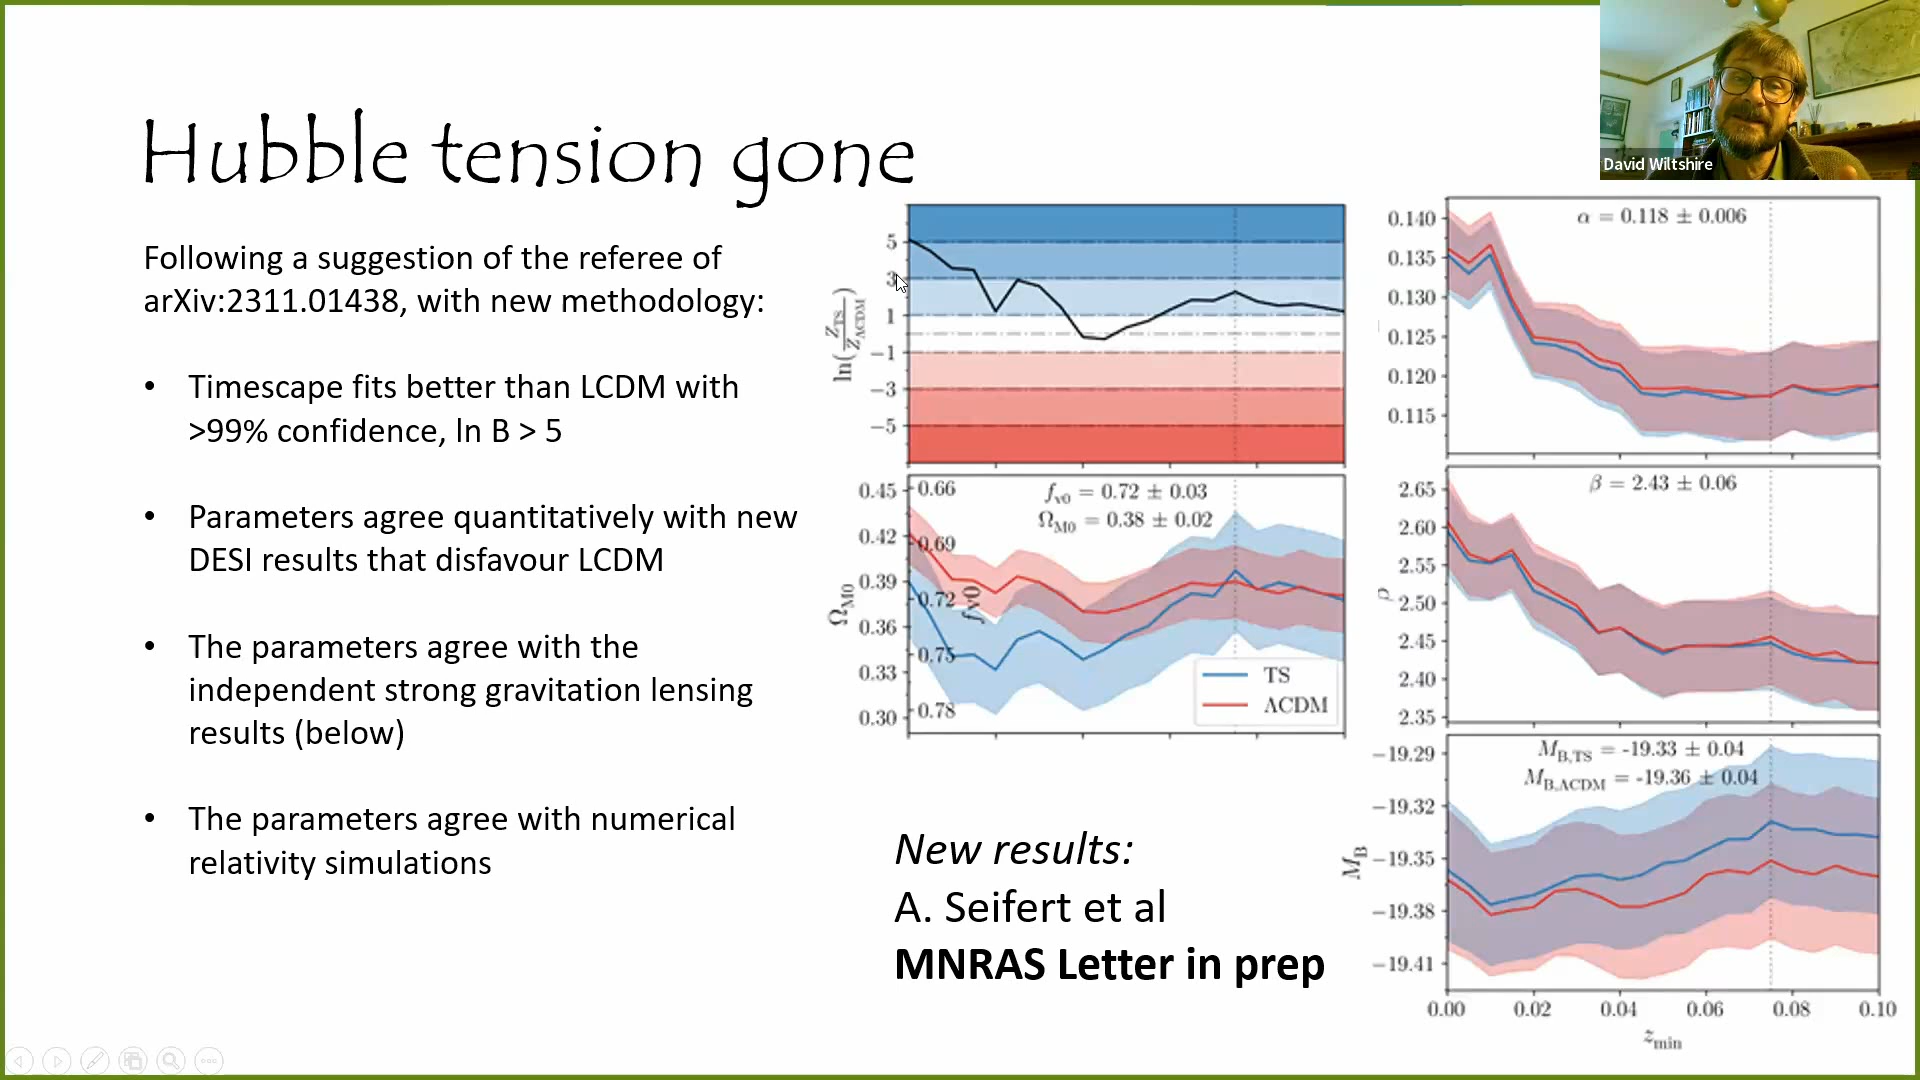 David Wiltshire
Hubble tension gone
Following a suggestion of the referee of
arXiv:2311.01438, with new methodology:
• Timescape fits better than LCDM with
>99% confidence, ln B > 5
• Parameters agree quantitatively with new
DESI results that disfavour LCDM
• The parameters agree with the
independent strong gravitation lensing
results (below)
• The parameters agree with numerical
relativity simulations
ln(Z_TS/Z_ΛCDM)
5
3
1
−1
−3
−5
Ω_M0
0.45
0.42
0.39
0.36
0.33
0.30
f_v0 = 0.72 ± 0.03
Ω_M0 = 0.38 ± 0.02
0.66
0.69
0.72
0.75
0.78
fv0
TS
ΛCDM
New results:
A. Seifert et al
MNRAS Letter in prep
α = 0.118 ± 0.006
0.140
0.135
0.130
0.125
0.120
0.115
β = 2.43 ± 0.06
2.65
2.60
2.55
2.50
2.45
2.40
2.35
M_B,TS = -19.33 ± 0.04
M_B,ΛCDM = -19.36 ± 0.04
M_B
−19.29
−19.32
−19.35
−19.38
−19.41
0.00 0.02 0.04 0.06 0.08 0.10
z_min